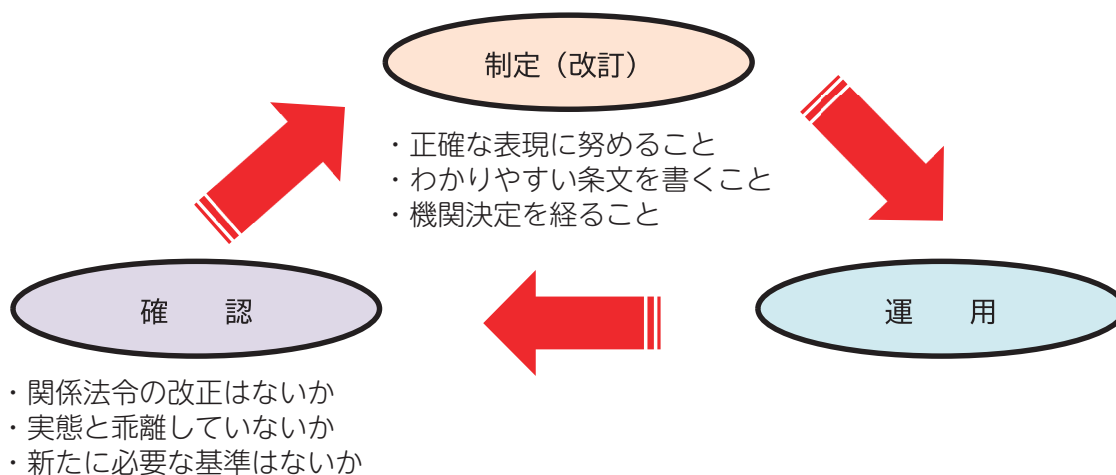 制定（改訂）
・正確な表現に努めること
・わかりやすい条文を書くこと
・機関決定を経ること
確　認
運　用
・関係法令の改正はないか
・実態と乖離していないか
・新たに必要な基準はないか